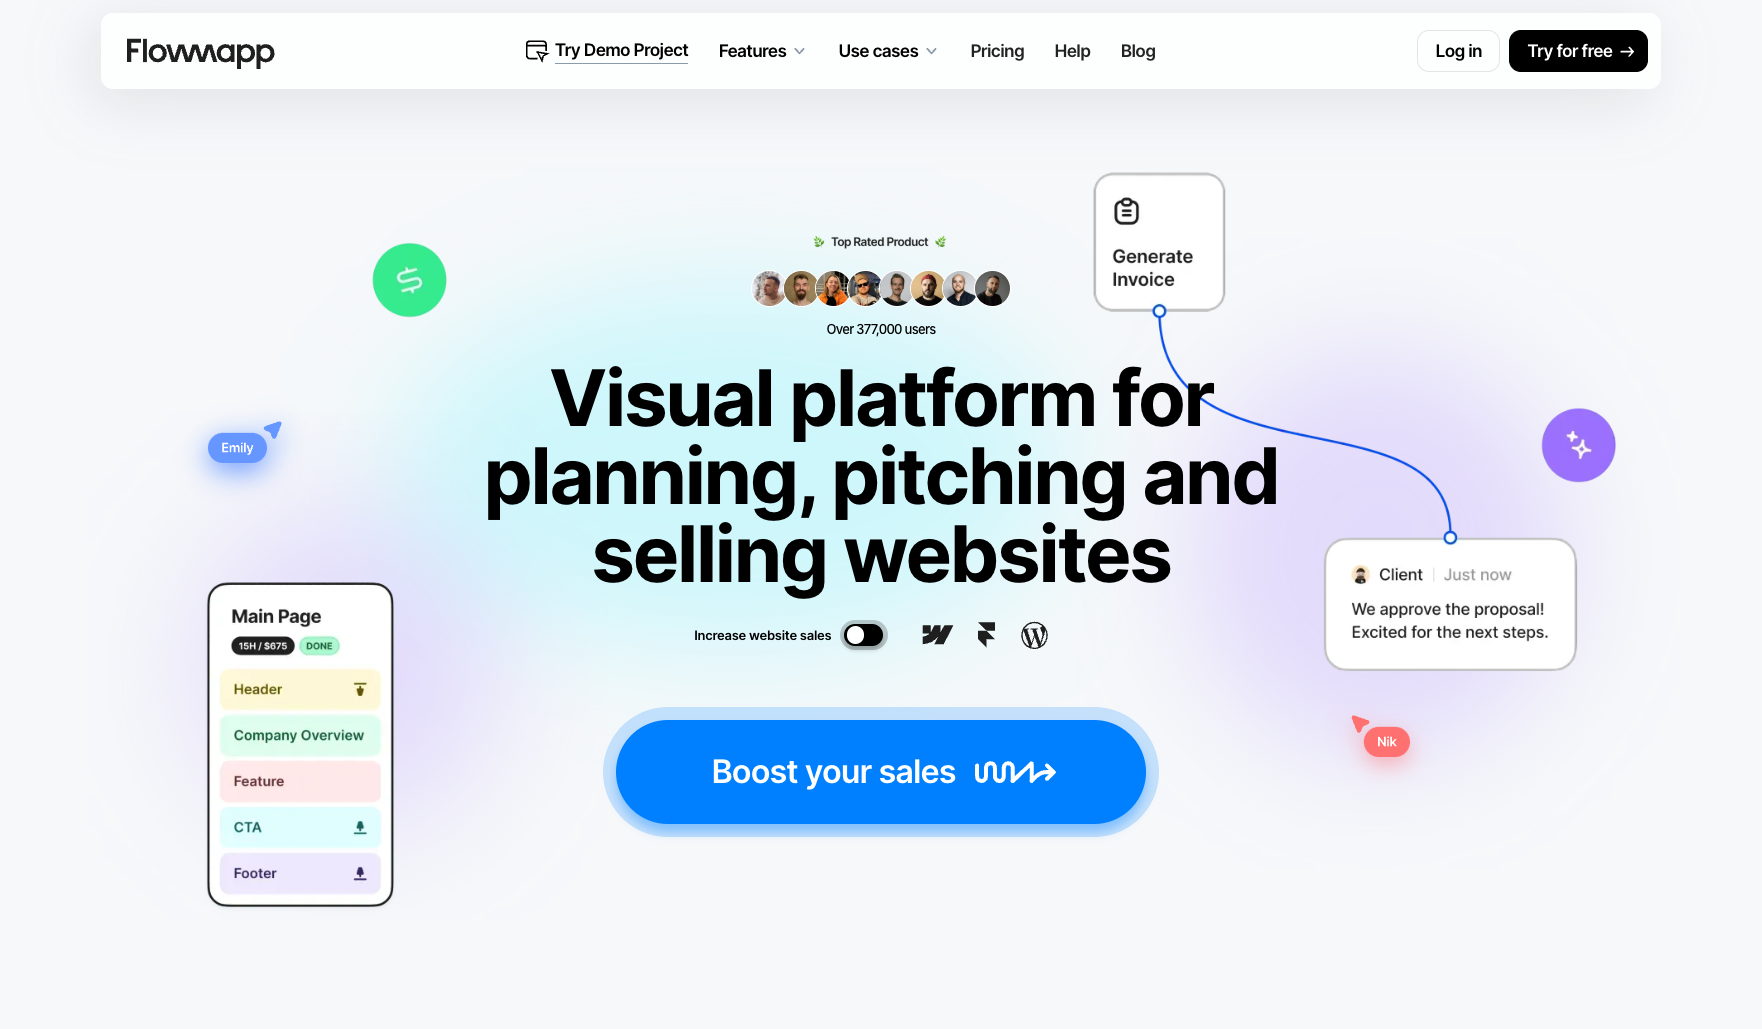 Flowmapp
Try Demo Project
Features
Use cases
Pricing
Help
Blog
Log in
Try for free →
Top Rated Product
Over 377,000 users
Visual platform for
planning, pitching and
selling websites
Increase website sales
Boost your sales
Generate
Invoice
Emily
Main Page
15H / $675
DONE
Header
Company Overview
Feature
CTA
Footer
Client
Just now
We approve the proposal!
Excited for the next steps.
Nik